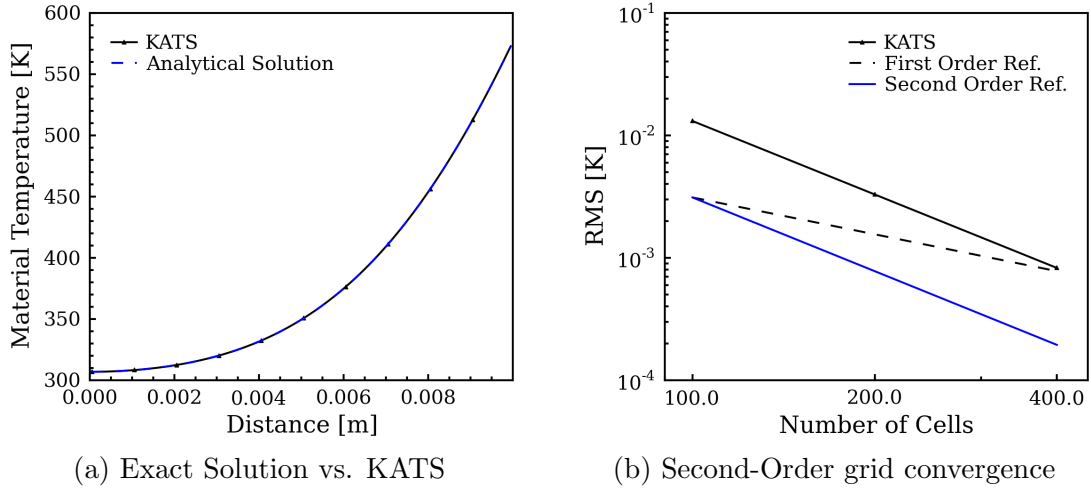 600
550
500
450
400
350
300
Material Temperature [K]
KATS
Analytical Solution
0.000 0.002 0.004 0.006 0.008
Distance [m]
(a) Exact Solution vs. KATS
10⁻¹
10⁻²
10⁻³
10⁻⁴
RMS [K]
KATS
First Order Ref.
Second Order Ref.
100.0 200.0 400.0
Number of Cells
(b) Second-Order grid convergence